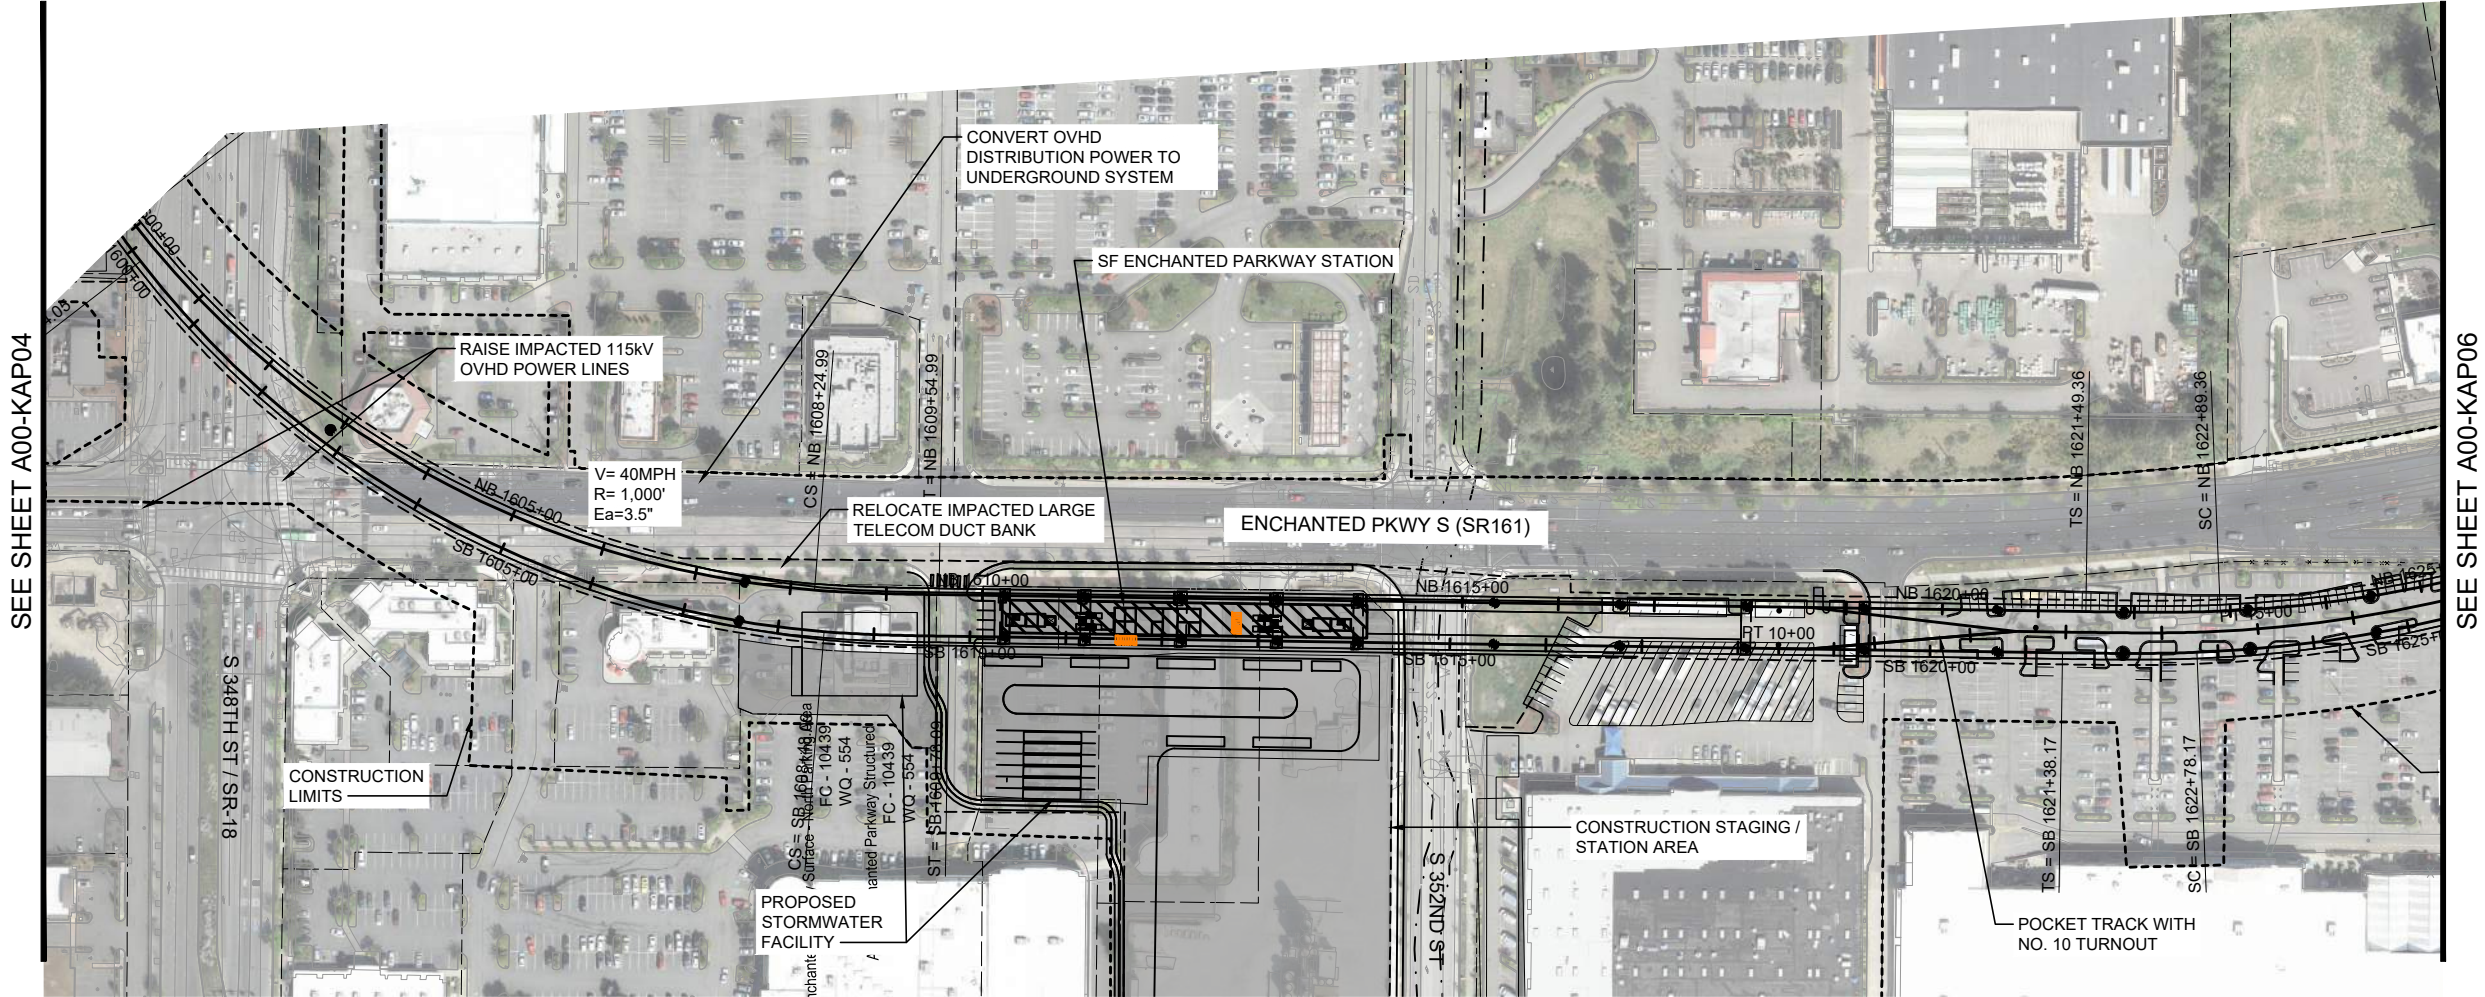 SEE SHEET A00-KAP04
CONVERT OVHD
DISTRIBUTION POWER TO
UNDERGROUND SYSTEM
SF ENCHANTED PARKWAY STATION
RAISE IMPACTED 115kV
OVHD POWER LINES
V= 40MPH
R= 1,000'
Ea=3.5"
CS = NB 1608+24.99
= NB 1609+54.99
RELOCATE IMPACTED LARGE
TELECOM DUCT BANK
ENCHANTED PKWY S (SR161)
TS = NB 1621+49.36
SC = NB 1622+89.36
NB 1605+00
SB 1605+00
NB 1610+00
SB 1610+00
NB 1615+00
SB 1615+00
NB 1620+00
SB 1620+00
PT 10+00
S 348TH ST / SR-18
CONSTRUCTION
LIMITS
FC - 10439
WQ - 554
Parkway Structured
FC - 10439
WQ - 554
PROPOSED
STORMWATER
FACILITY
CONSTRUCTION STAGING /
STATION AREA
S 352ND ST
TS = SB 1621+38.17
SC = SB 1622+78.17
POCKET TRACK WITH
NO. 10 TURNOUT
SEE SHEET A00-KAP06